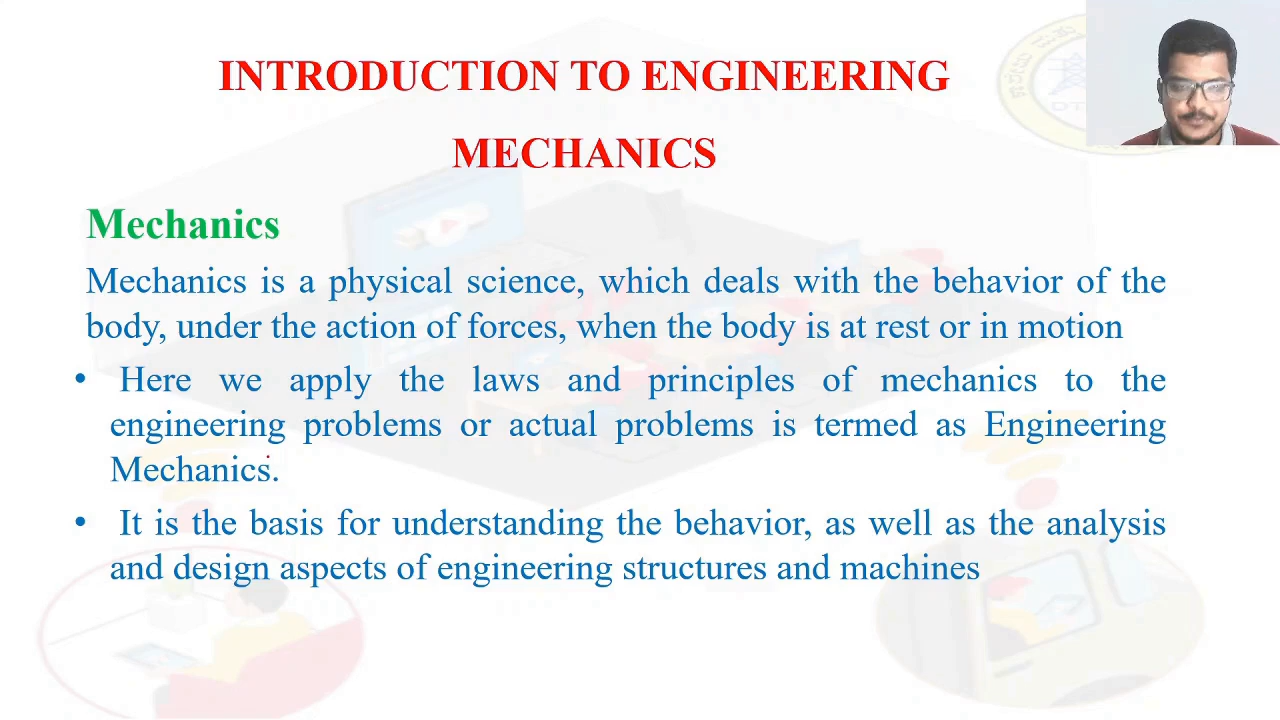 INTRODUCTION TO ENGINEERING
MECHANICS
Mechanics
Mechanics is a physical science, which deals with the behavior of the
body, under the action of forces, when the body is at rest or in motion
• Here we apply the laws and principles of mechanics to the
engineering problems or actual problems is termed as Engineering
Mechanics.
• It is the basis for understanding the behavior, as well as the analysis
and design aspects of engineering structures and machines